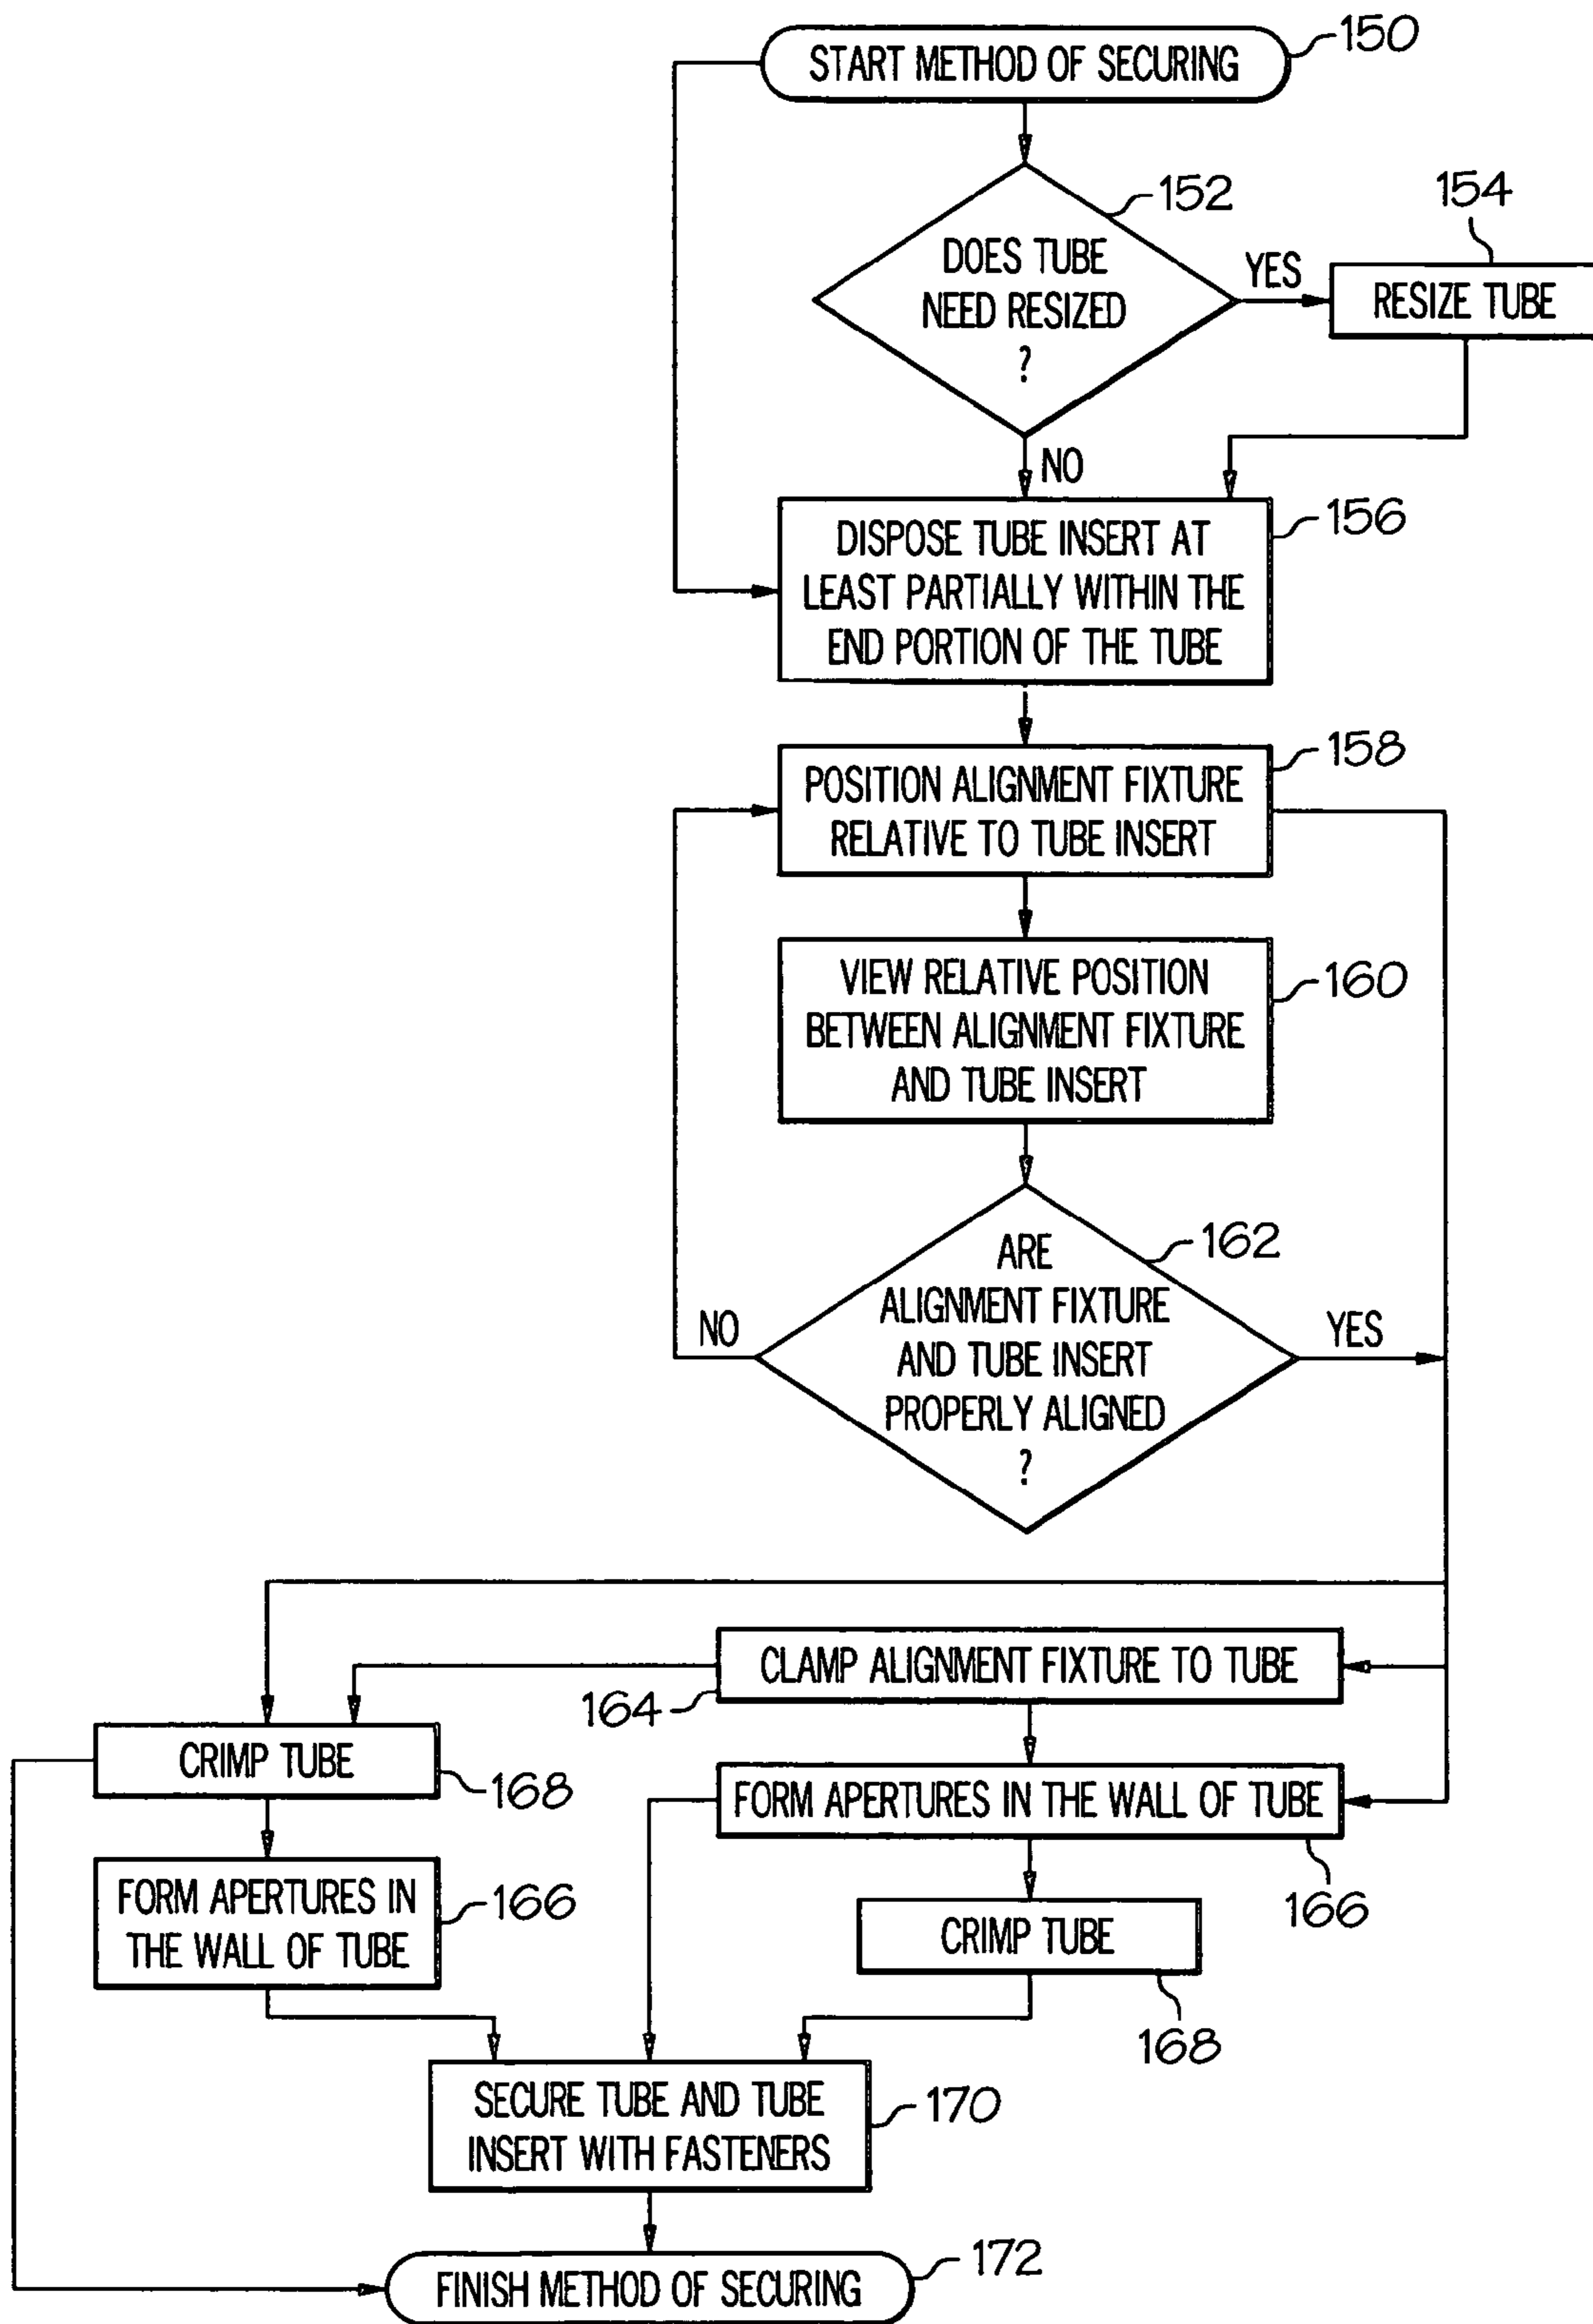 START METHOD OF SECURING
150
152
154
DOES TUBE
NEED RESIZED
?
YES
RESIZE TUBE
NO
DISPOSE TUBE INSERT AT
LEAST PARTIALLY WITHIN THE
END PORTION OF THE TUBE
156
POSITION ALIGNMENT FIXTURE
RELATIVE TO TUBE INSERT
158
VIEW RELATIVE POSITION
BETWEEN ALIGNMENT FIXTURE
AND TUBE INSERT
160
ARE
ALIGNMENT FIXTURE
AND TUBE INSERT
PROPERLY ALIGNED
?
162
NO
YES
CLAMP ALIGNMENT FIXTURE TO TUBE
164
CRIMP TUBE
168
FORM APERTURES IN THE WALL OF TUBE
166
FORM APERTURES IN
THE WALL OF TUBE
166
CRIMP TUBE
168
SECURE TUBE AND TUBE
INSERT WITH FASTENERS
170
FINISH METHOD OF SECURING
172